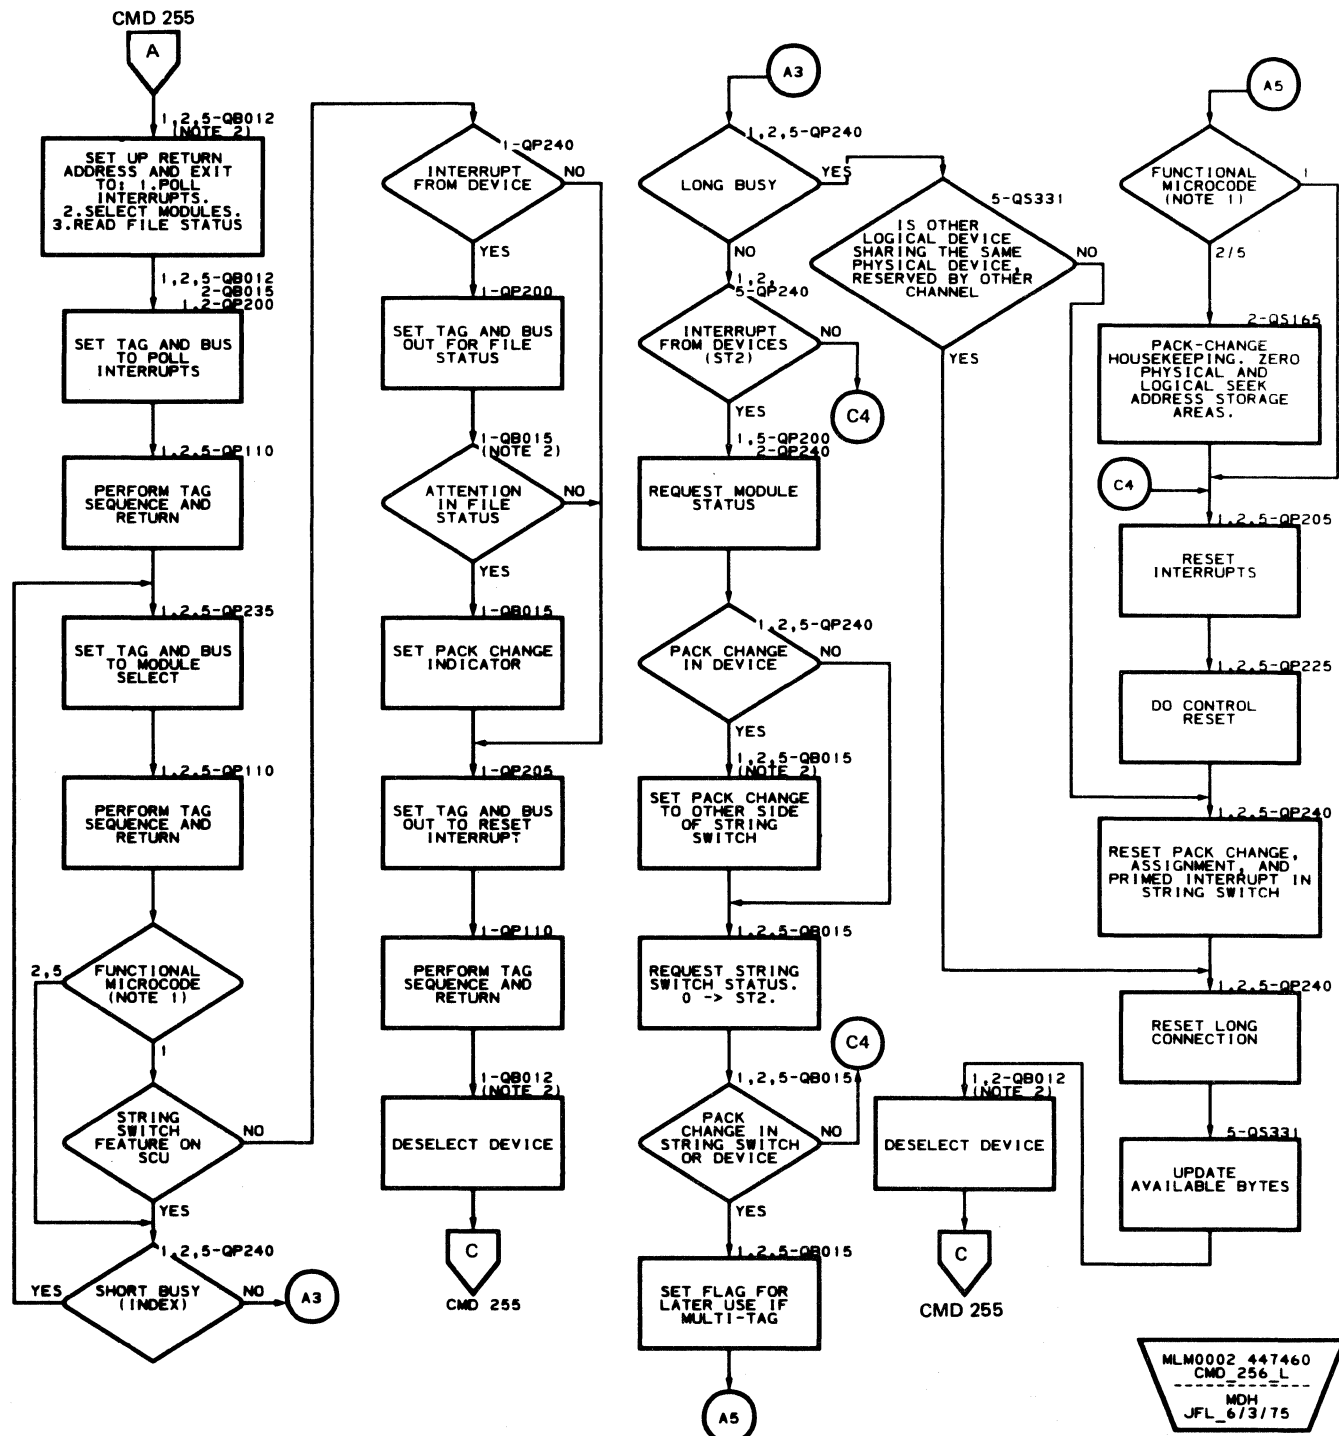 CMD 255
A
1,2,5-QB012
(NOTE 2)
SET UP RETURN
ADDRESS AND EXIT
TO: 1.POLL
INTERRUPTS.
2.SELECT MODULES.
3.READ FILE STATUS
1,2,5-QB012
2-QB015
1,2-QP200
SET TAG AND BUS
TO POLL
INTERRUPTS
1,2,5-QP110
PERFORM TAG
SEQUENCE AND
RETURN
1,2,5-QP235
SET TAG AND BUS
TO MODULE
SELECT
1,2,5-QP110
PERFORM TAG
SEQUENCE AND
RETURN
2,5
FUNCTIONAL
MICROCODE
(NOTE 1)
1
STRING
SWITCH
FEATURE ON
SCU
NO
YES
1,2,5-QP240
YES
SHORT BUSY
(INDEX)
NO
A3
1-QP240
INTERRUPT
FROM DEVICE
NO
YES
1-QP200
SET TAG AND BUS
OUT FOR FILE
STATUS
1-QB015
(NOTE 2)
ATTENTION
IN FILE
STATUS
NO
YES
1-QB015
SET PACK CHANGE
INDICATOR
1-QP205
SET TAG AND BUS
OUT TO RESET
INTERRUPT
1-QP110
PERFORM TAG
SEQUENCE AND
RETURN
1-QB012
(NOTE 2)
DESELECT DEVICE
C
CMD 255
A3
1,2,5-QP240
LONG BUSY
YES
NO
1,2,
5-QP240
INTERRUPT
FROM DEVICES
(ST2)
NO
C4
YES
1,5-QP200
2-QP240
REQUEST MODULE
STATUS
1,2,5-QP240
PACK CHANGE
IN DEVICE
NO
YES
1,2,5-QB015
(NOTE 2)
SET PACK CHANGE
TO OTHER SIDE
OF STRING
SWITCH
1,2,5-QB015
REQUEST STRING
SWITCH STATUS.
0 -> ST2.
C4
1,2,5-QB015
PACK
CHANGE IN
STRING SWITCH
OR DEVICE
NO
YES
1,2,5-QB015
SET FLAG FOR
LATER USE IF
MULTI-TAG
A5
5-QS331
IS OTHER
LOGICAL DEVICE
SHARING THE SAME
PHYSICAL DEVICE,
RESERVED BY OTHER
CHANNEL
NO
YES
1,2-QB012
(NOTE 2)
DESELECT DEVICE
C
CMD 255
A5
FUNCTIONAL
MICROCODE
(NOTE 1)
1
2/5
2-QS165
PACK-CHANGE
HOUSEKEEPING. ZERO
PHYSICAL AND
LOGICAL SEEK
ADDRESS STORAGE
AREAS.
C4
1,2,5-QP205
RESET
INTERRUPTS
1,2,5-QP225
DO CONTROL
RESET
1,2,5-QP240
RESET PACK CHANGE,
ASSIGNMENT, AND
PRIMED INTERRUPT IN
STRING SWITCH
1,2,5-QP240
RESET LONG
CONNECTION
5-QS331
UPDATE
AVAILABLE BYTES
MLM0002 447460
CMD_256_L
MDH
JFL_6/3/75